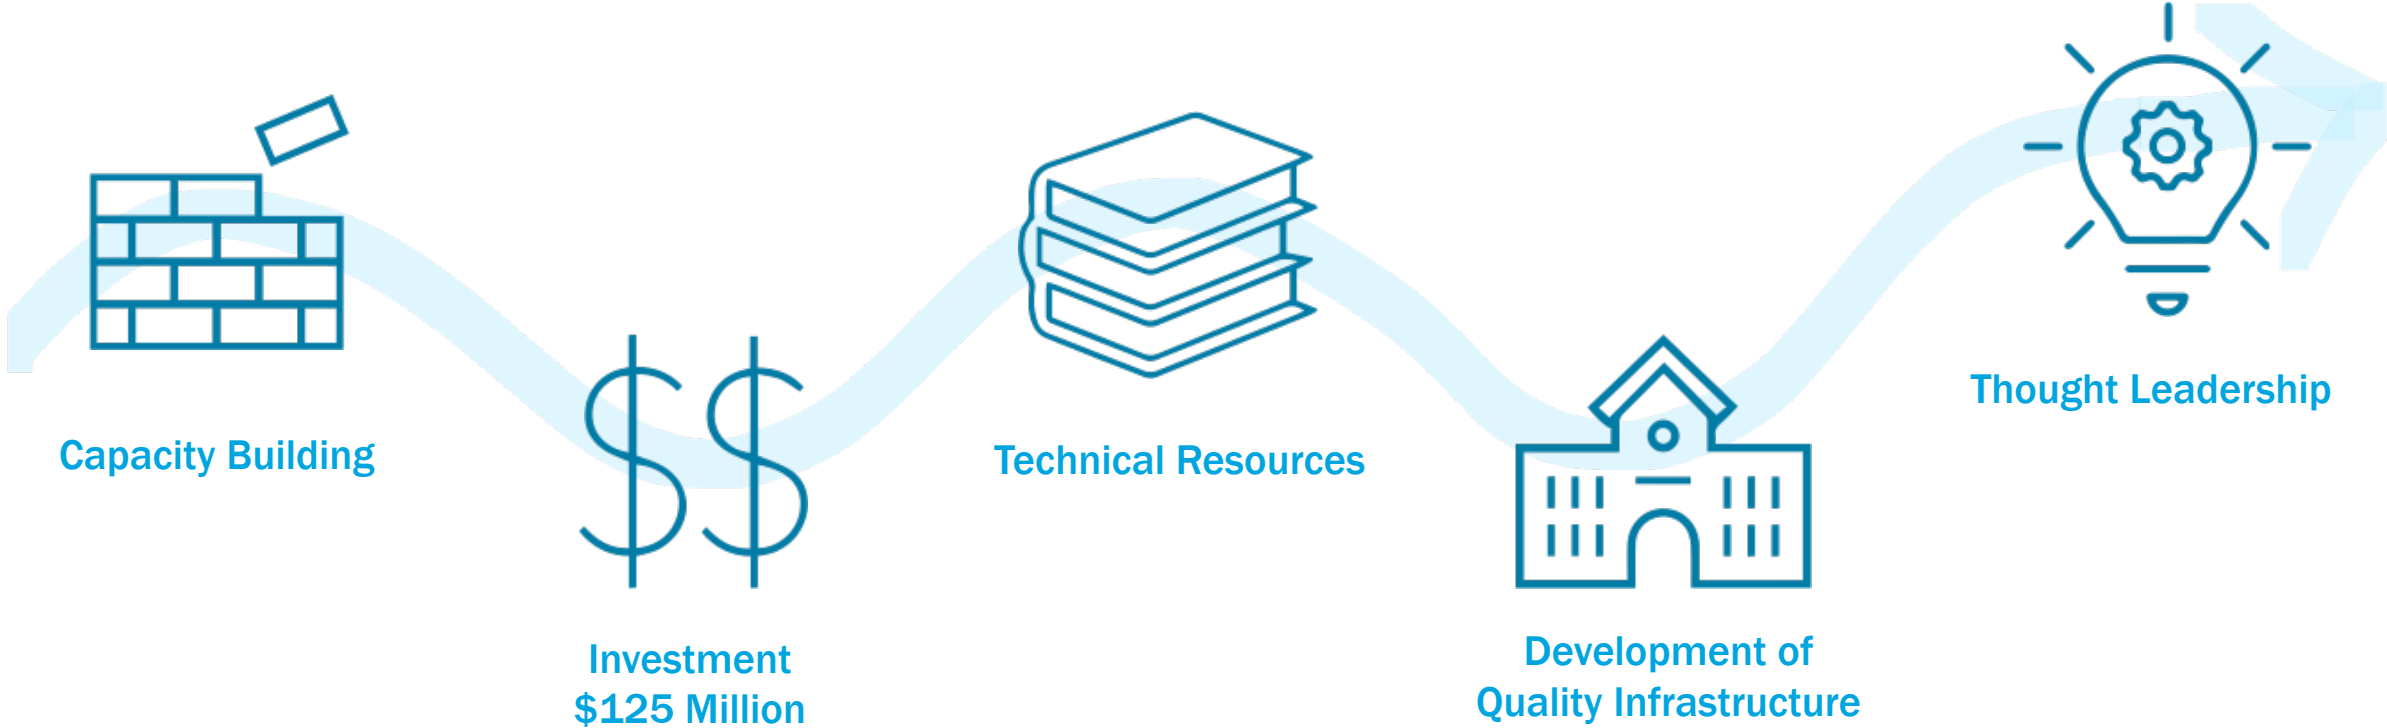 Capacity Building
Investment
$125 Million
Technical Resources
Development of
Quality Infrastructure
Thought Leadership